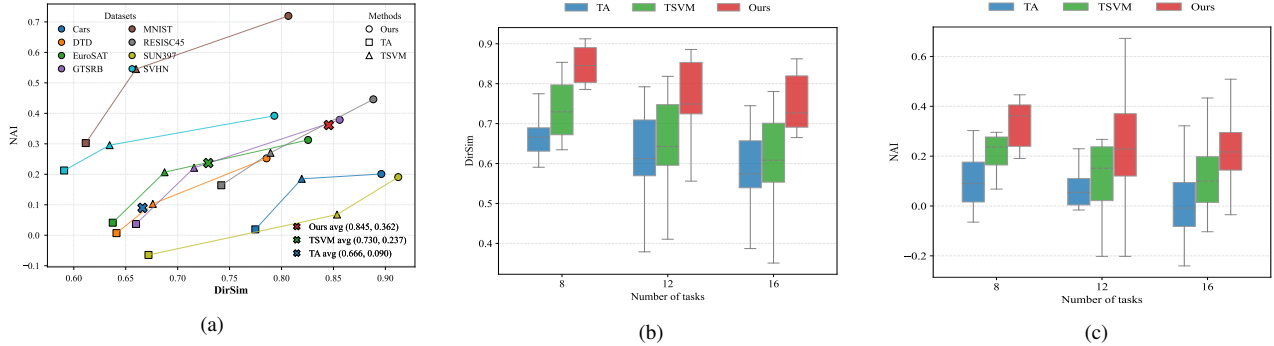 Datasets
Methods
Cars
DTD
EuroSAT
GTSRB
MNIST
RESISC45
SUN397
SVHN
Ours
TA
TSVM
NAI
0.7
0.6
0.5
0.4
0.3
0.2
0.1
0.0
−0.1
Ours avg (0.845, 0.362)
TSVM avg (0.730, 0.237)
TA avg (0.666, 0.090)
0.60 0.65 0.70 0.75 0.80 0.85 0.90
DirSim
(a)
TA TSVM Ours
DirSim
0.9
0.8
0.7
0.6
0.5
0.4
8 12 16
Number of tasks
(b)
TA TSVM Ours
NAI
0.4
0.2
0.0
−0.2
8 12 16
Number of tasks
(c)